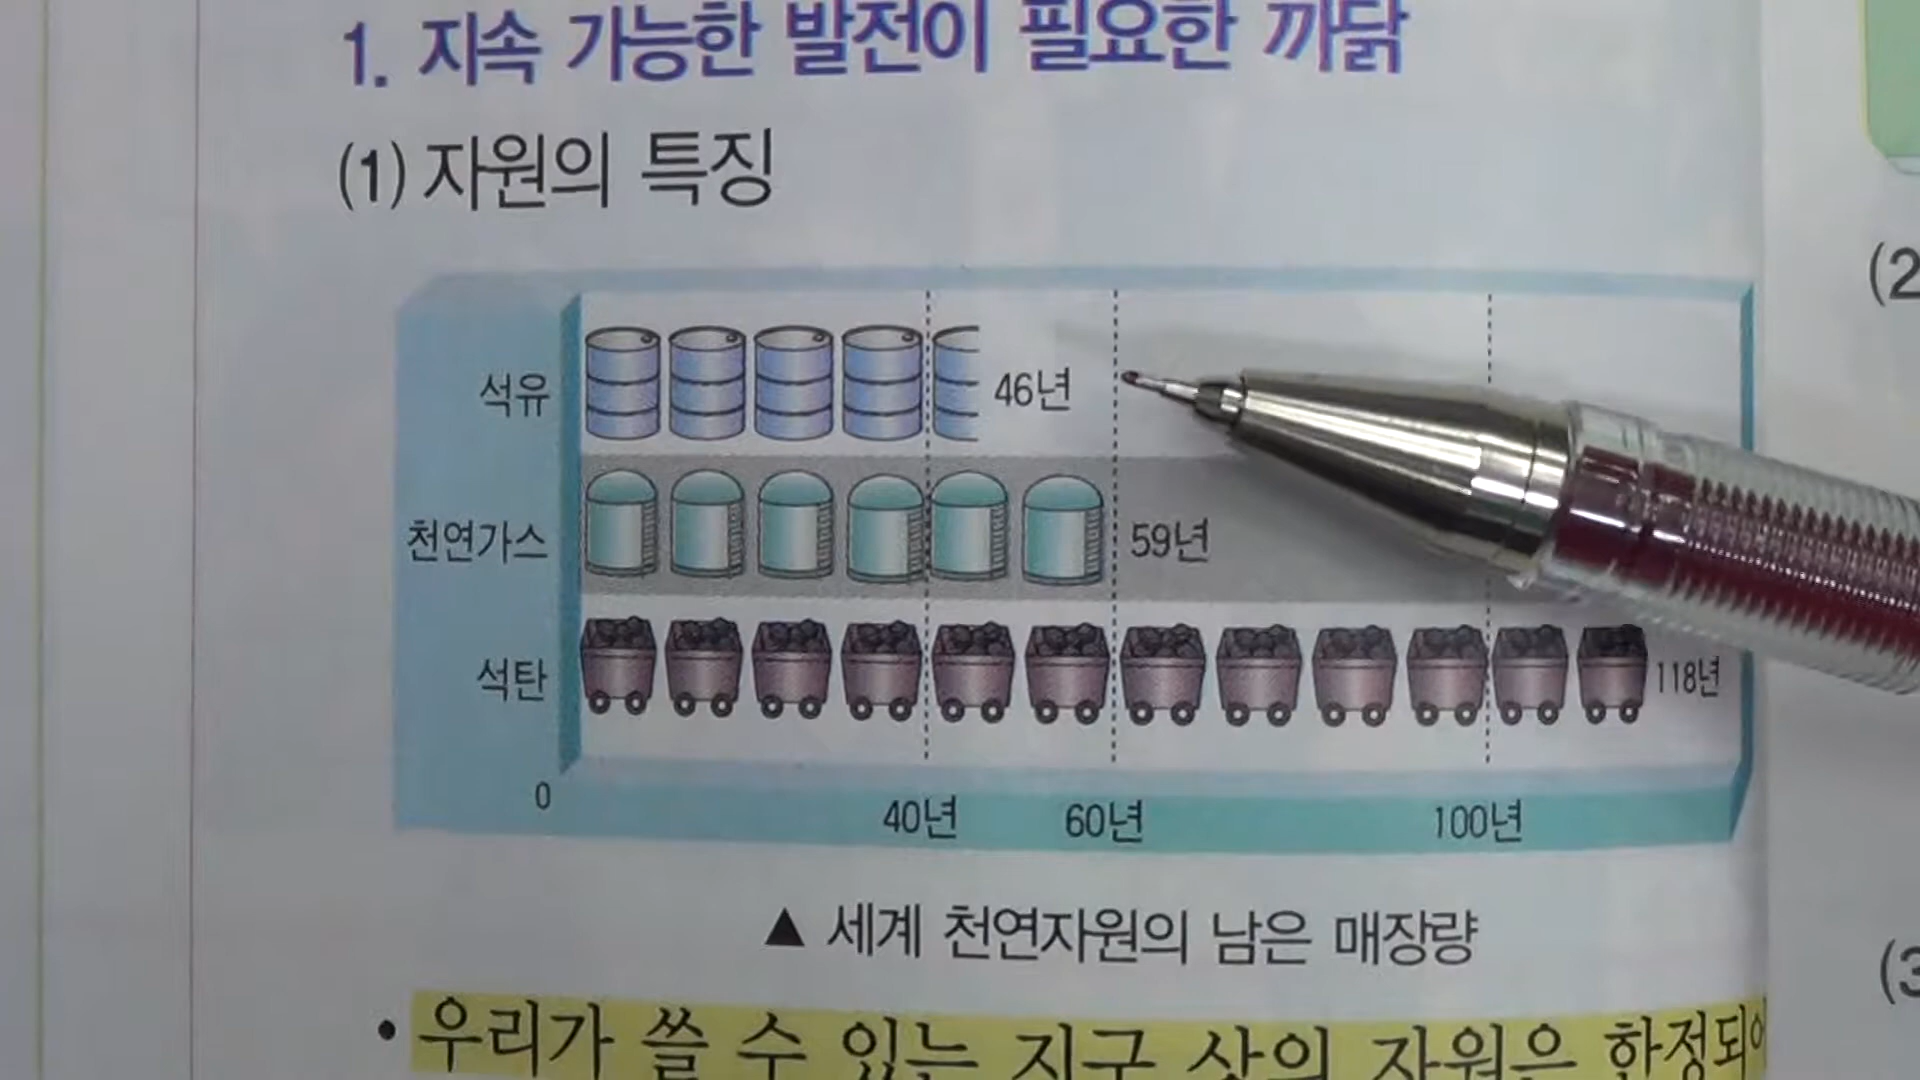 1. 지속 가능한 발전이 필요한 까닭
(1) 자원의 특징
석유 46년
천연가스 59년
석탄 118년
0 40년 60년 100년
▲ 세계 천연자원의 남은 매장량
• 우리가 쓸 수 있는 지구 상의 자원은 한정되어
(2
(3